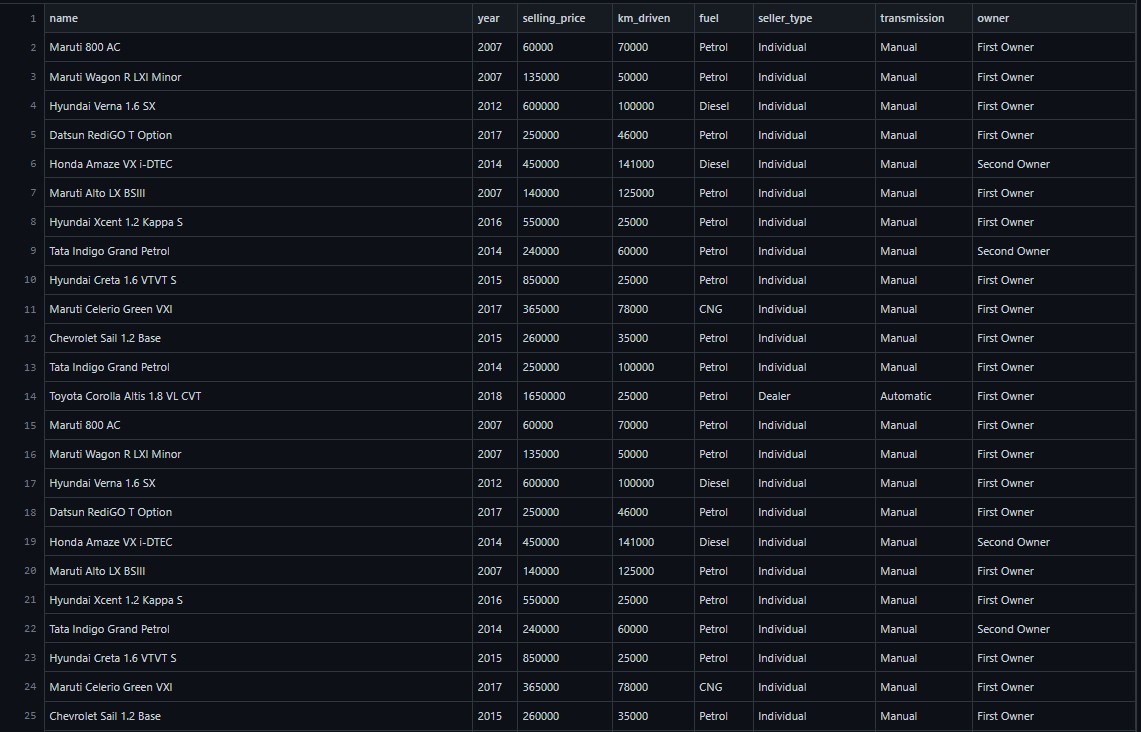 1 name year selling_price km_driven fuel seller_type transmission owner
2 Maruti 800 AC 2007 60000 70000 Petrol Individual Manual First Owner
3 Maruti Wagon R LXI Minor 2007 135000 50000 Petrol Individual Manual First Owner
4 Hyundai Verna 1.6 SX 2012 600000 100000 Diesel Individual Manual First Owner
5 Datsun RediGO T Option 2017 250000 46000 Petrol Individual Manual First Owner
6 Honda Amaze VX i-DTEC 2014 450000 141000 Diesel Individual Manual Second Owner
7 Maruti Alto LX BSIII 2007 140000 125000 Petrol Individual Manual First Owner
8 Hyundai Xcent 1.2 Kappa S 2016 550000 25000 Petrol Individual Manual First Owner
9 Tata Indigo Grand Petrol 2014 240000 60000 Petrol Individual Manual Second Owner
10 Hyundai Creta 1.6 VTVT S 2015 850000 25000 Petrol Individual Manual First Owner
11 Maruti Celerio Green VXI 2017 365000 78000 CNG Individual Manual First Owner
12 Chevrolet Sail 1.2 Base 2015 260000 35000 Petrol Individual Manual First Owner
13 Tata Indigo Grand Petrol 2014 250000 100000 Petrol Individual Manual First Owner
14 Toyota Corolla Altis 1.8 VL CVT 2018 1650000 25000 Petrol Dealer Automatic First Owner
15 Maruti 800 AC 2007 60000 70000 Petrol Individual Manual First Owner
16 Maruti Wagon R LXI Minor 2007 135000 50000 Petrol Individual Manual First Owner
17 Hyundai Verna 1.6 SX 2012 600000 100000 Diesel Individual Manual First Owner
18 Datsun RediGO T Option 2017 250000 46000 Petrol Individual Manual First Owner
19 Honda Amaze VX i-DTEC 2014 450000 141000 Diesel Individual Manual Second Owner
20 Maruti Alto LX BSIII 2007 140000 125000 Petrol Individual Manual First Owner
21 Hyundai Xcent 1.2 Kappa S 2016 550000 25000 Petrol Individual Manual First Owner
22 Tata Indigo Grand Petrol 2014 240000 60000 Petrol Individual Manual Second Owner
23 Hyundai Creta 1.6 VTVT S 2015 850000 25000 Petrol Individual Manual First Owner
24 Maruti Celerio Green VXI 2017 365000 78000 CNG Individual Manual First Owner
25 Chevrolet Sail 1.2 Base 2015 260000 35000 Petrol Individual Manual First Owner